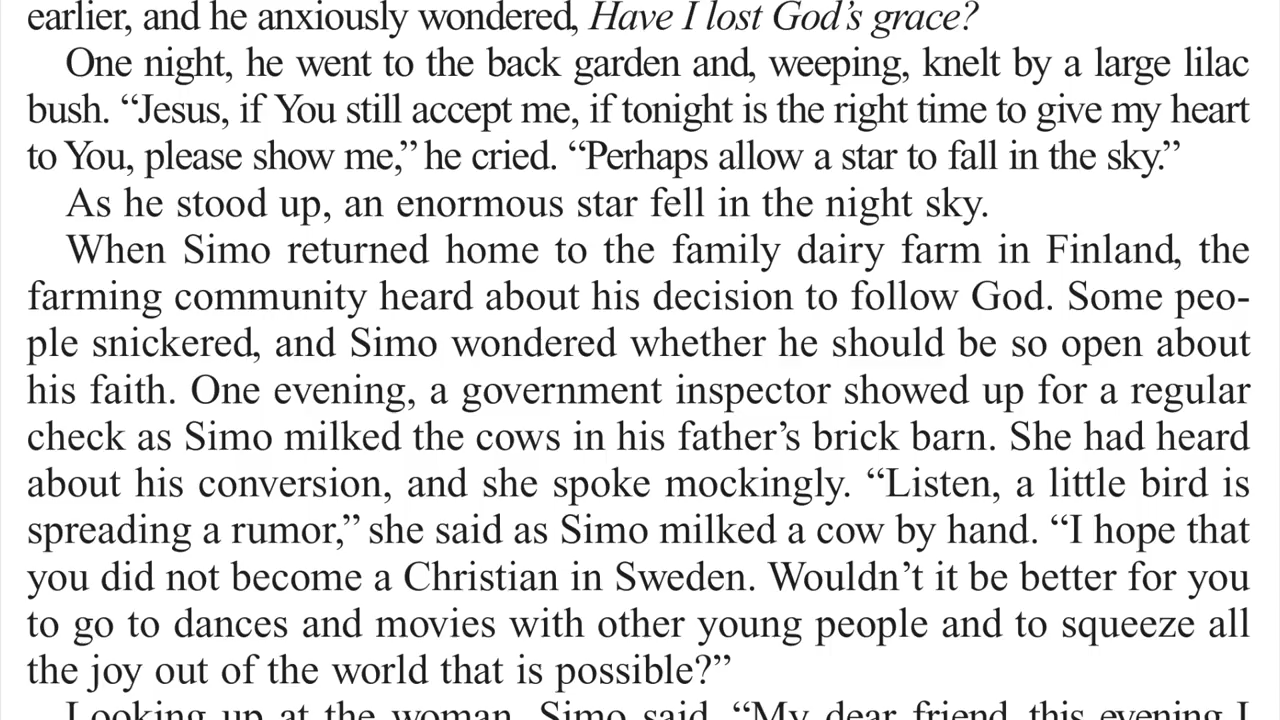 earlier, and he anxiously wondered, Have I lost God’s grace?
One night, he went to the back garden and, weeping, knelt by a large lilac
bush. “Jesus, if You still accept me, if tonight is the right time to give my heart
to You, please show me,” he cried. “Perhaps allow a star to fall in the sky.”
As he stood up, an enormous star fell in the night sky.
When Simo returned home to the family dairy farm in Finland, the
farming community heard about his decision to follow God. Some peo-
ple snickered, and Simo wondered whether he should be so open about
his faith. One evening, a government inspector showed up for a regular
check as Simo milked the cows in his father’s brick barn. She had heard
about his conversion, and she spoke mockingly. “Listen, a little bird is
spreading a rumor,” she said as Simo milked a cow by hand. “I hope that
you did not become a Christian in Sweden. Wouldn’t it be better for you
to go to dances and movies with other young people and to squeeze all
the joy out of the world that is possible?”
Looking up at the woman, Simo said, “My dear friend, this evening I